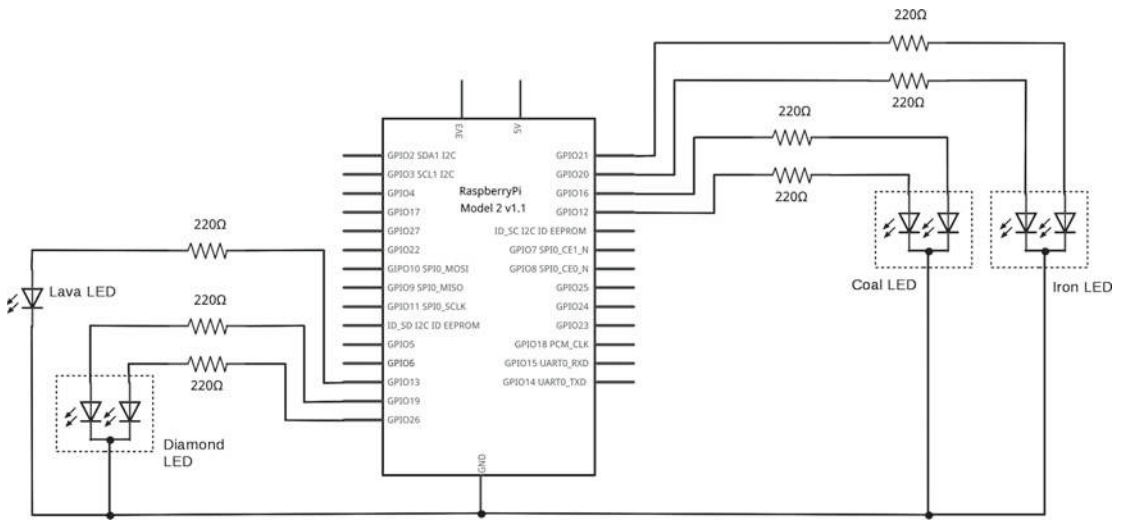 220Ω
220Ω
220Ω
220Ω
3V3
5V
GPIO2 SDA1 I2C
GPIO3 SCL1 I2C
GPIO4
GPIO17
GPIO27
GPIO22
GIPO10 SPI0_MOSI
GPIO9 SPI0_MISO
GPIO11 SPI0_SCLK
ID_SD I2C ID EEPROM
GPIO5
GPIO6
GPIO13
GPIO19
GPIO26
RaspberryPi
Model 2 v1.1
GPIO21
GPIO20
GPIO16
GPIO12
ID_SC I2C ID EEPROM
GPIO7 SPI0_CE1_N
GPIO8 SPI0_CE0_N
GPIO25
GPIO24
GPIO23
GPIO18 PCM_CLK
GPIO15 UART0_RXD
GPIO14 UART0_TXD
GND
220Ω
220Ω
220Ω
Lava LED
Diamond
LED
Coal LED
Iron LED